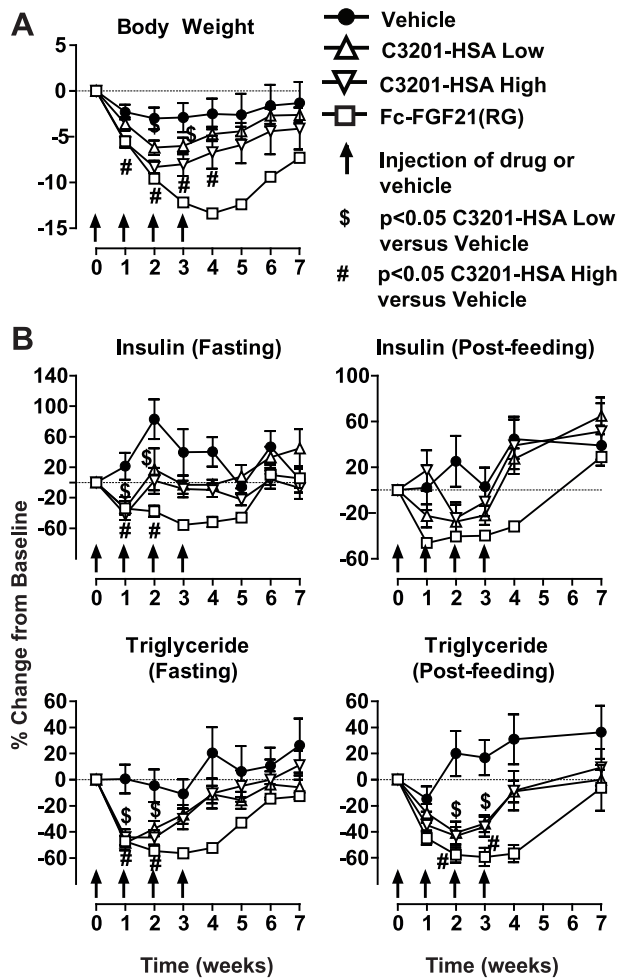 A
Body Weight
5
0
-5
-10
-15
0 1 2 3 4 5 6 7
$ $
# # # #
Vehicle
C3201-HSA Low
C3201-HSA High
Fc-FGF21(RG)
Injection of drug or
vehicle
$ p<0.05 C3201-HSA Low
versus Vehicle
# p<0.05 C3201-HSA High
versus Vehicle
B
% Change from Baseline
Insulin (Fasting)
140
100
60
20
-20
-60
$ $
# #
0 1 2 3 4 5 6 7
Insulin (Post-feeding)
100
60
20
-20
-60
0 1 2 3 4 5 6 7
Triglyceride
(Fasting)
60
40
20
0
-20
-40
-60
$ $
# #
0 1 2 3 4 5 6 7
Time (weeks)
Triglyceride
(Post-feeding)
60
40
20
0
-20
-40
-60
$ $
# #
0 1 2 3 4 5 6 7
Time (weeks)